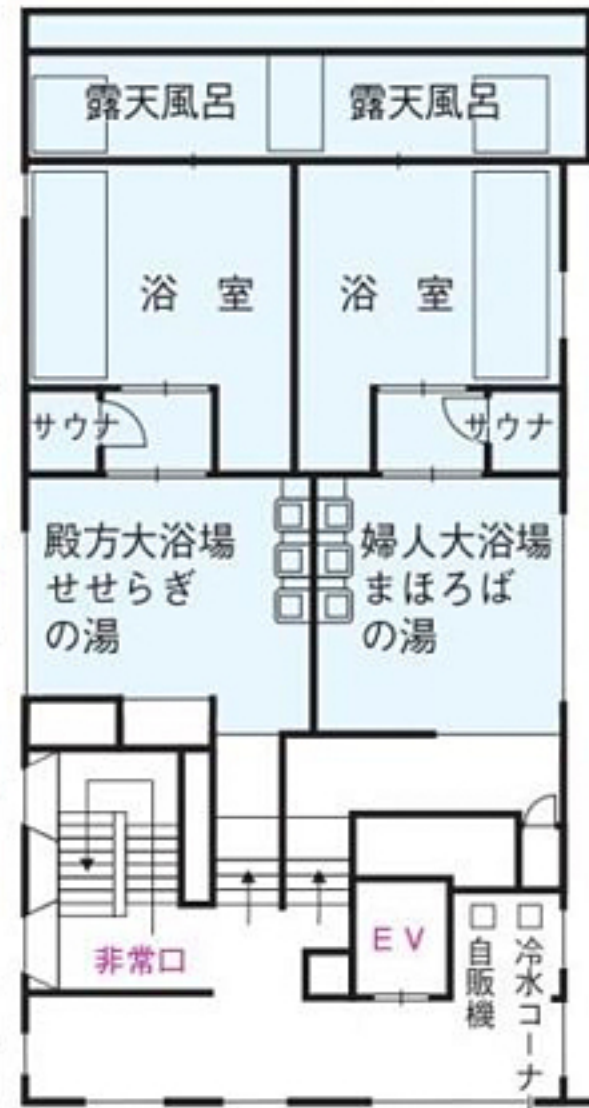 露天風呂
露天風呂
浴 室
浴 室
サウナ
サウナ
殿方大浴場
せせらぎ
の湯
婦人大浴場
まほろば
の湯
非常口
EV
自販機
冷水コーナ